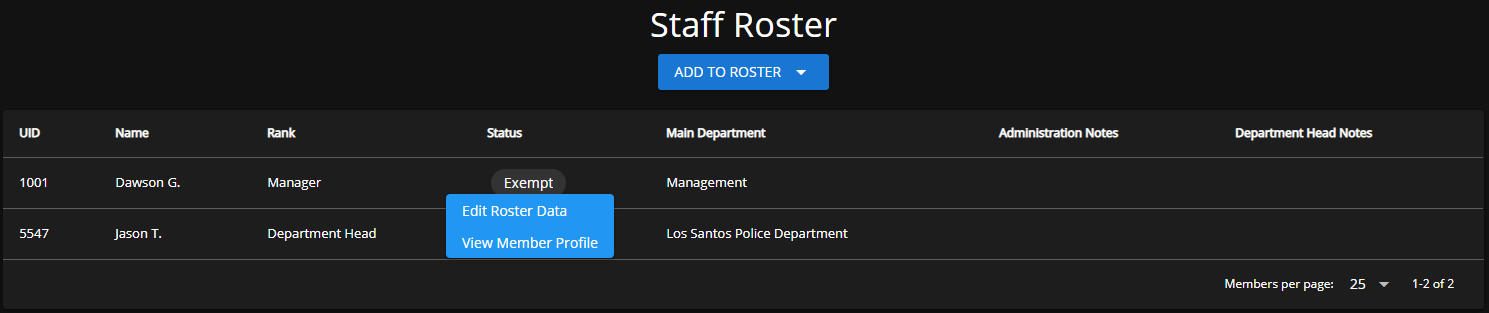 Staff Roster
ADD TO ROSTER
UID Name Rank Status Main Department Administration Notes Department Head Notes
1001 Dawson G. Manager Exempt Management
Edit Roster Data
5547 Jason T. Department Head Los Santos Police Department
View Member Profile
Members per page: 25 1-2 of 2